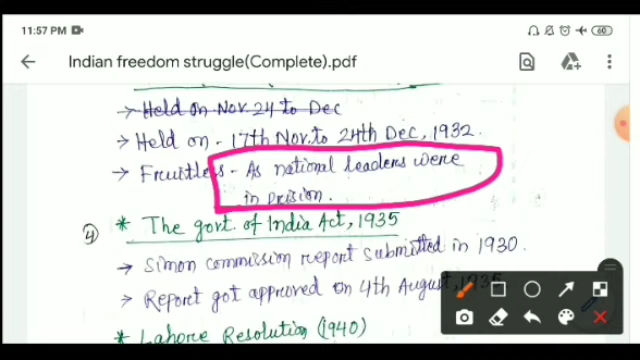 11:57 PM
60
Indian freedom struggle(Complete).pdf
→ Held on Nov 24 to Dec
→ Held on - 17th Nov. to 24th Dec, 1932.
→ Fruitless - As national leaders were
in prision.
④ * The govt. of India Act, 1935
→ Simon commission report submitted in 1930.
→ Report got approved on 4th August, 1935
* Lahore Resolution (1940)